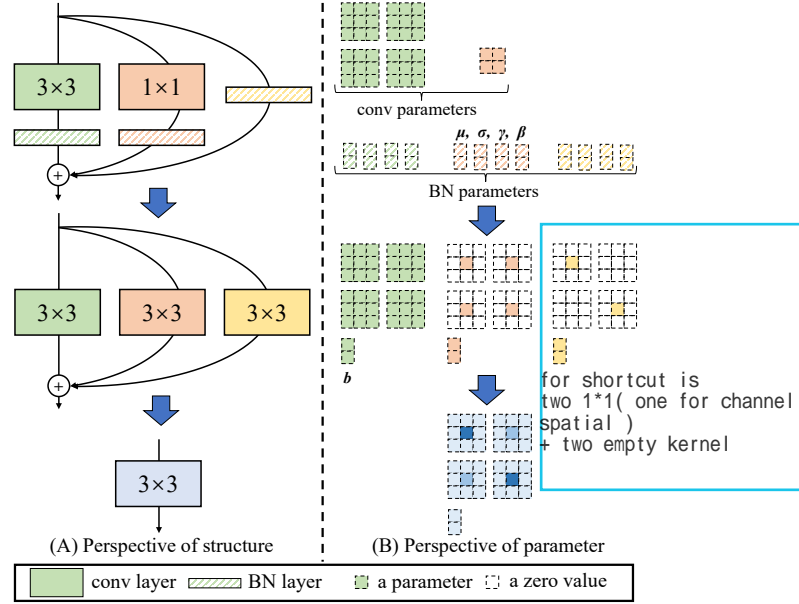 3×3
1×1
+
3×3
3×3
3×3
+
3×3
(A) Perspective of structure
conv parameters
μ, σ, γ, β
BN parameters
b
for shortcut is
two 1*1( one for channel
spatial )
+ two empty kernel
(B) Perspective of parameter
conv layer
BN layer
a parameter
a zero value